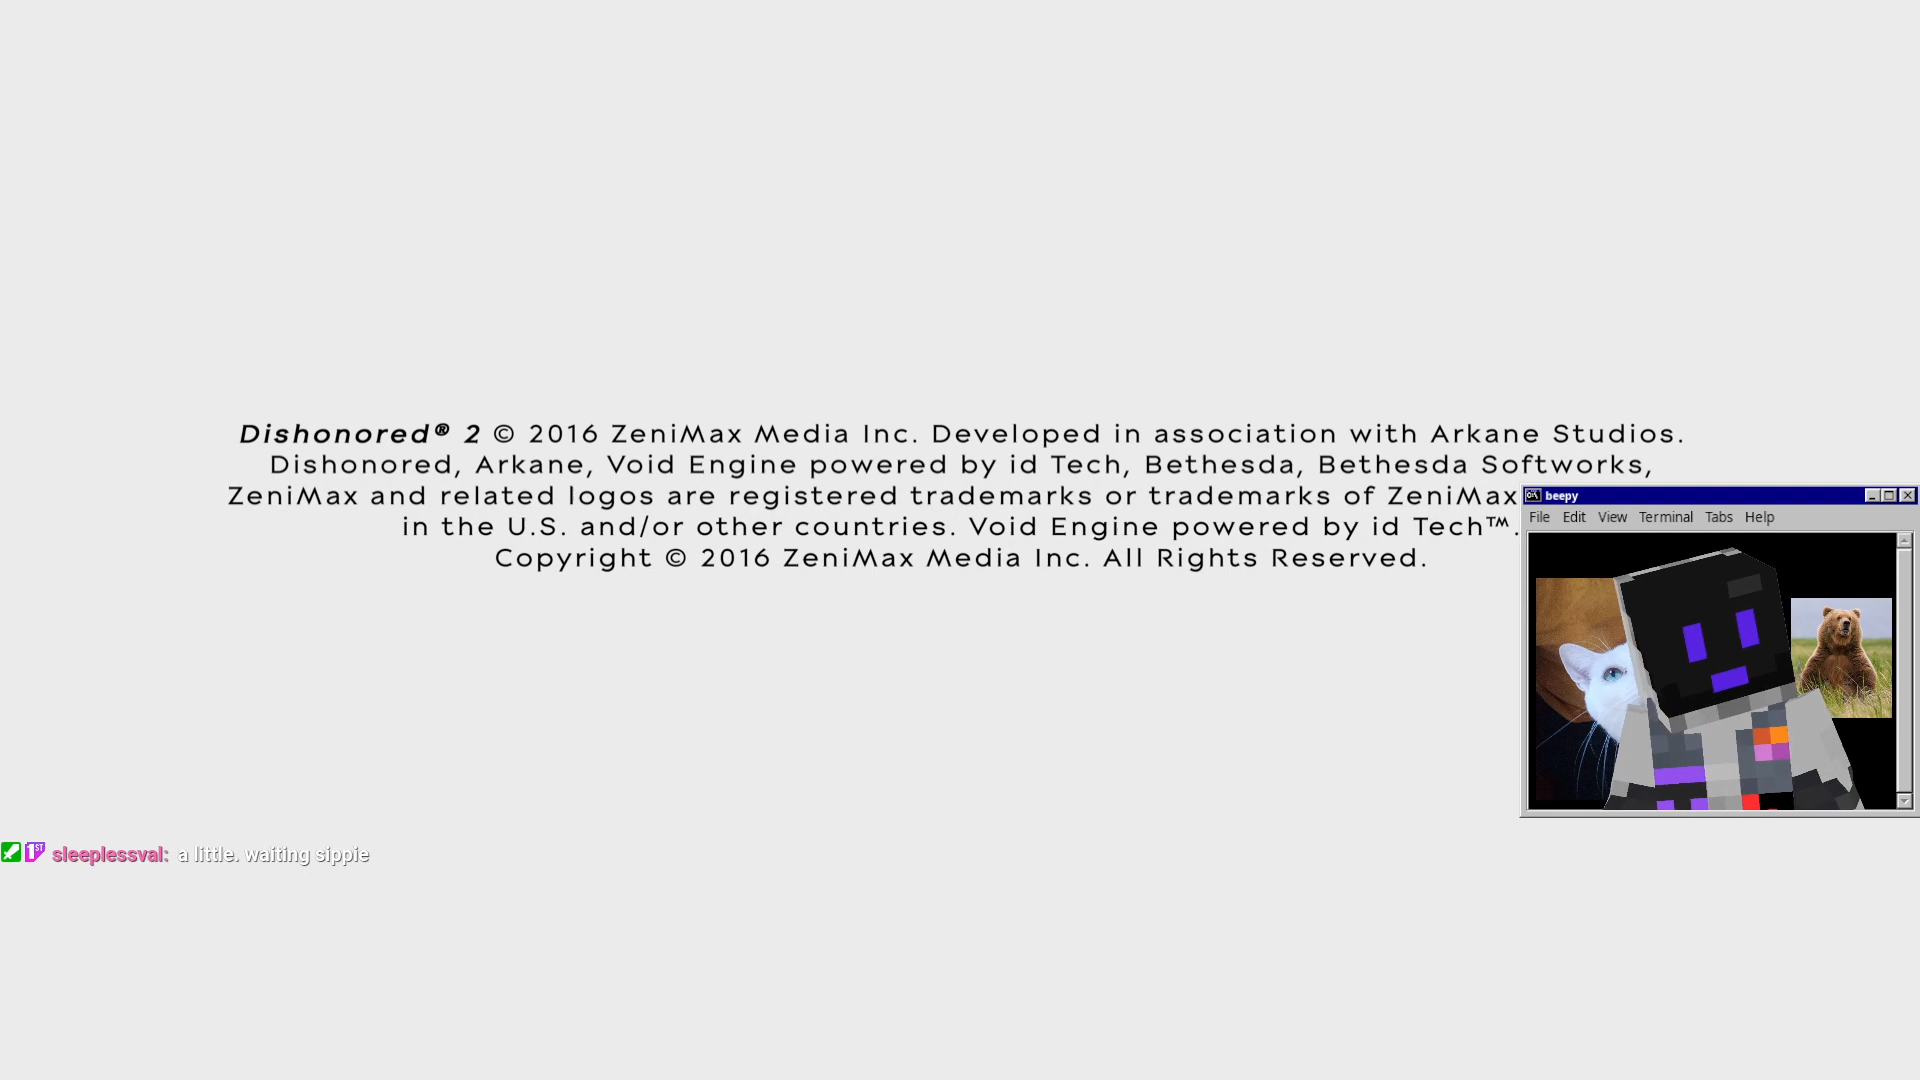 Dishonored® 2 © 2016 ZeniMax Media Inc. Developed in association with Arkane Studios.
Dishonored, Arkane, Void Engine powered by id Tech, Bethesda, Bethesda Softworks,
ZeniMax and related logos are registered trademarks or trademarks of ZeniMax
in the U.S. and/or other countries. Void Engine powered by id Tech™.
Copyright © 2016 ZeniMax Media Inc. All Rights Reserved.
beepy
File Edit View Terminal Tabs Help
1ST sleeplessval: a little. waiting sippie